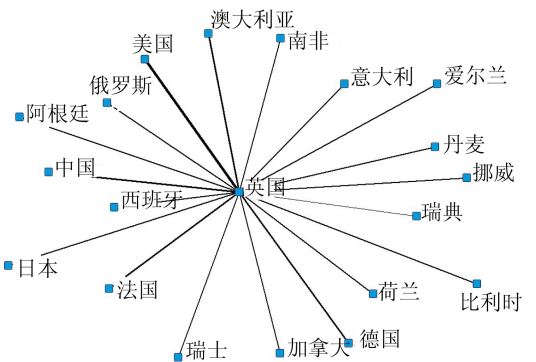 澳大利亚
美国
南非
俄罗斯
意大利
爱尔兰
阿根廷
丹麦
中国
挪威
英国
西班牙
瑞典
日本
法国
荷兰
比利时
瑞士
加拿大
德国